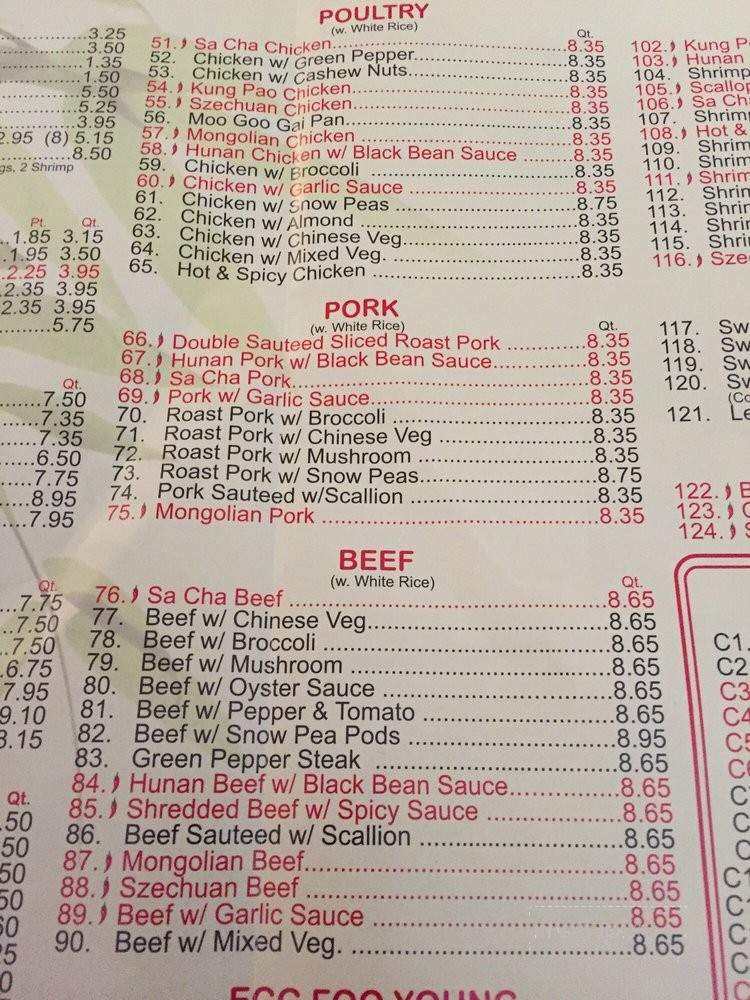 POULTRY
(w. White Rice)
Qt.
51. Sa Cha Chicken..........8.35
52. Chicken w/ Green Pepper..........8.35
53. Chicken w/ Cashew Nuts..........8.35
54. Kung Pao Chicken..........8.35
55. Szechuan Chicken..........8.35
56. Moo Goo Gai Pan..........8.35
57. Mongolian Chicken ..........8.35
58. Hunan Chicken w/ Black Bean Sauce ..........8.35
59. Chicken w/ Broccoli ..........8.35
60. Chicken w/ Garlic Sauce ..........8.35
61. Chicken w/ Snow Peas ..........8.75
62. Chicken w/ Almond ..........8.35
63. Chicken w/ Chinese Veg..........8.35
64. Chicken w/ Mixed Veg. ..........8.35
65. Hot & Spicy Chicken ..........8.35
PORK
(w. White Rice)
Qt.
66. Double Sauteed Sliced Roast Pork ..........8.35
67. Hunan Pork w/ Black Bean Sauce..........8.35
68. Sa Cha Pork..........8.35
69. Pork w/ Garlic Sauce..........8.35
70. Roast Pork w/ Broccoli ..........8.35
71. Roast Pork w/ Chinese Veg ..........8.35
72. Roast Pork w/ Mushroom ..........8.35
73. Roast Pork w/ Snow Peas..........8.75
74. Pork Sauteed w/Scallion ..........8.35
75. Mongolian Pork ..........8.35
BEEF
(w. White Rice)
Qt.
76. Sa Cha Beef ..........8.65
77. Beef w/ Chinese Veg..........8.65
78. Beef w/ Broccoli ..........8.65
79. Beef w/ Mushroom ..........8.65
80. Beef w/ Oyster Sauce ..........8.65
81. Beef w/ Pepper & Tomato ..........8.65
82. Beef w/ Snow Pea Pods ..........8.95
83. Green Pepper Steak ..........8.65
84. Hunan Beef w/ Black Bean Sauce..........8.65
85. Shredded Beef w/ Spicy Sauce ..........8.65
86. Beef Sauteed w/ Scallion ..........8.65
87. Mongolian Beef..........8.65
88. Szechuan Beef ..........8.65
89. Beef w/ Garlic Sauce ..........8.65
90. Beef w/ Mixed Veg. ..........8.65
EGG FOO YOUNG
3.25
3.50
1.35
1.50
5.50
5.25
3.95
2.95 (8) 5.15
8.50
2 Shrimp
Pt. Qt.
1.85 3.15
1.95 3.50
2.25 3.95
2.35 3.95
2.35 3.95
5.75
Qt.
7.50
7.35
7.35
6.50
7.75
8.95
7.95
Qt.
7.75
7.50
7.50
6.75
7.95
9.10
Qt.
102. Kung
103. Hunan
104. Shrimp
105.
106. Sa
107.
108. Hot &
109.
110.
111.
112.
113.
114.
115.
116.
117.
118.
119.
120.
121.
122.
123.
124.
C1.
C2
C3
C4
C5
C6